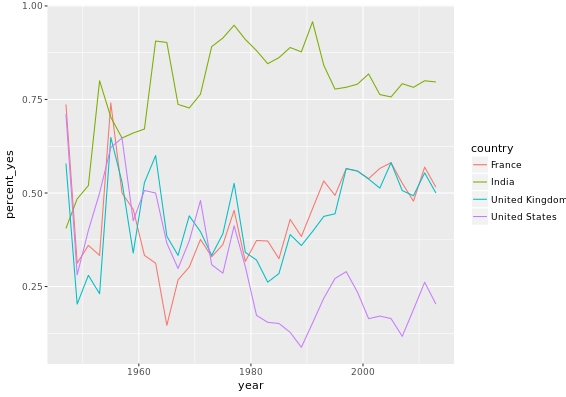 1.00
0.75
0.50
0.25
percent_yes
1960
1980
2000
year
country
France
India
United Kingdom
United States